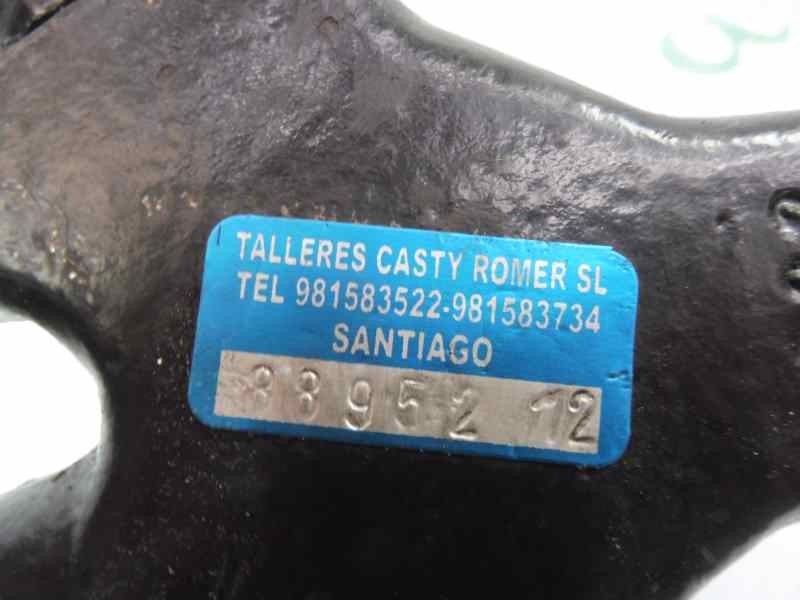 TALLERES CASTY ROMER SL
TEL 981583522-981583734
SANTIAGO
88952 12